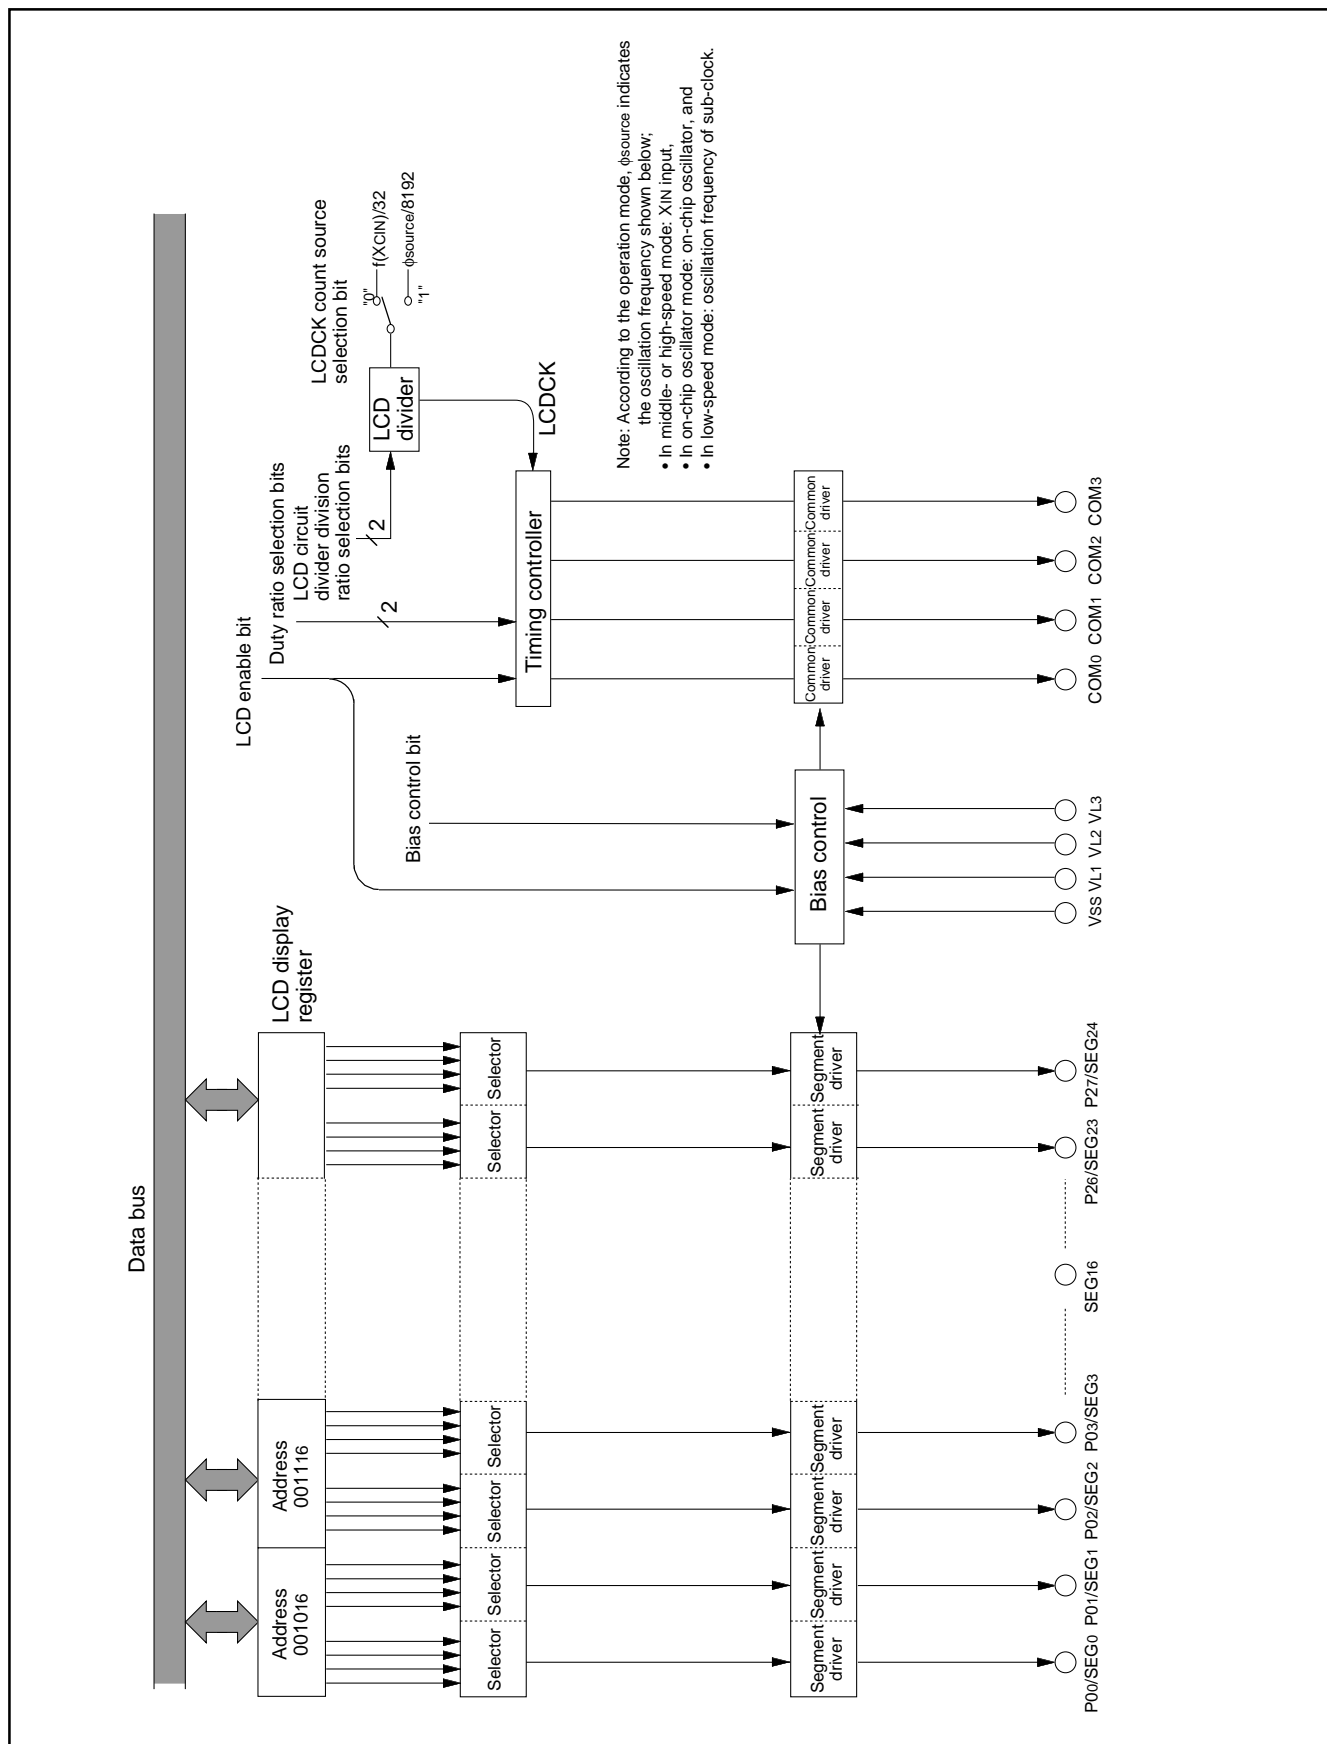 Data bus
LCD enable bit
Duty ratio selection bits
LCD circuit
divider division
ratio selection bits
LCDCK count source
selection bit
"0"
f(XCIN)/32
φsource/8192
"1"
2
2
LCD
divider
LCDCK
Timing controller
Bias control bit
LCD display
register
Address
001016
Address
001116
Selector
Selector
Selector
Selector
Selector
Selector
Note: According to the operation mode, φsource indicates
the oscillation frequency shown below;
• In middle- or high-speed mode: XIN input,
• In on-chip oscillator mode: on-chip oscillator, and
• In low-speed mode: oscillation frequency of sub-clock.
Segment
driver
Segment
driver
Segment
driver
Segment
driver
Segment
driver
Segment
driver
Bias control
Common
driver
Common
driver
Common
driver
Common
driver
P00/SEG0
P01/SEG1
P02/SEG2
P03/SEG3
SEG16
P26/SEG23
P27/SEG24
VSS
VL1
VL2
VL3
COM0
COM1
COM2
COM3